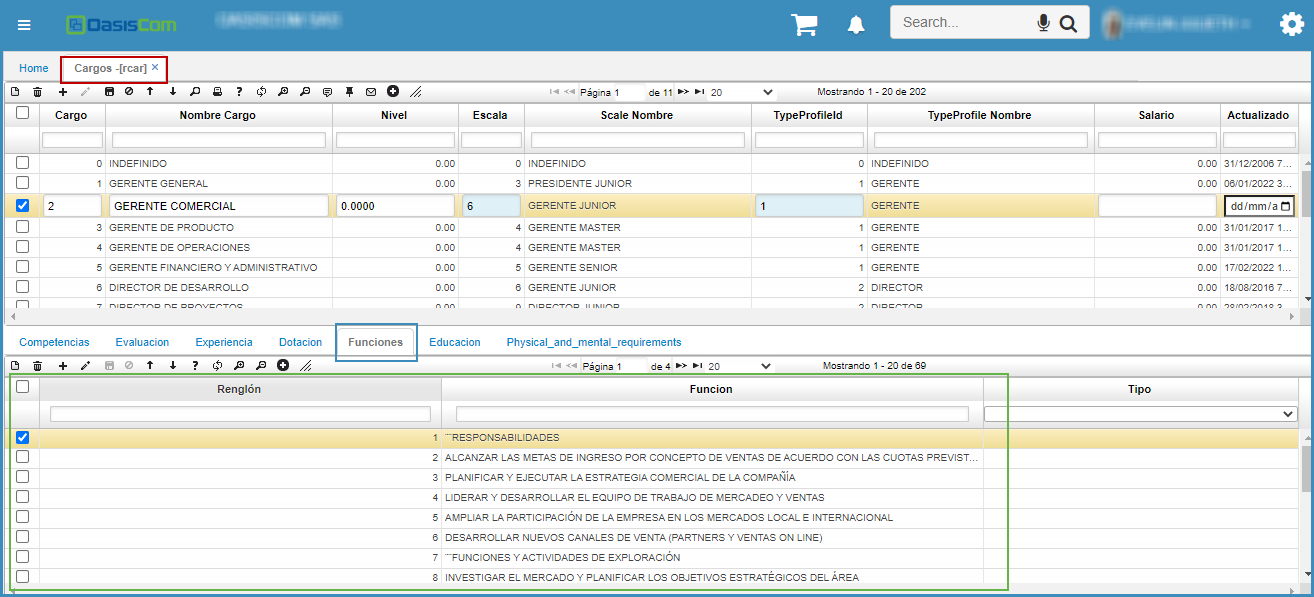 OasisCom
Search...
Home
Cargos -[rcar] ×
Página 1 de 11 20 Mostrando 1 - 20 de 202
Cargo Nombre Cargo Nivel Escala Scale Nombre TypeProfileId TypeProfile Nombre Salario Actualizado
0 INDEFINIDO 0.00 0 INDEFINIDO 0 INDEFINIDO 0.00 31/12/2006 7...
1 GERENTE GENERAL 0.00 3 PRESIDENTE JUNIOR 1 GERENTE 0.00 06/01/2022 3...
2 GERENTE COMERCIAL 0.0000 6 GERENTE JUNIOR 1 GERENTE dd/mm/a
3 GERENTE DE PRODUCTO 0.00 4 GERENTE MASTER 1 GERENTE 0.00 31/01/2017 1...
4 GERENTE DE OPERACIONES 0.00 4 GERENTE MASTER 1 GERENTE 0.00 31/01/2017 1...
5 GERENTE FINANCIERO Y ADMINISTRATIVO 0.00 5 GERENTE SENIOR 1 GERENTE 0.00 17/02/2022 1...
6 DIRECTOR DE DESARROLLO 0.00 6 GERENTE JUNIOR 2 DIRECTOR 0.00 18/08/2016 7...
7 DIRECTOR DE PROYECTOS 0.00 9 DIRECTOR JUNIOR 2 DIRECTOR 0.00 28/02/2018 3...
Competencias Evaluacion Experiencia Dotacion Funciones Educacion Physical_and_mental_requirements
Página 1 de 4 20 Mostrando 1 - 20 de 69
Renglón Funcion Tipo
1 ¨RESPONSABILIDADES
2 ALCANZAR LAS METAS DE INGRESO POR CONCEPTO DE VENTAS DE ACUERDO CON LAS CUOTAS PREVIST...
3 PLANIFICAR Y EJECUTAR LA ESTRATEGIA COMERCIAL DE LA COMPAÑÍA
4 LIDERAR Y DESARROLLAR EL EQUIPO DE TRABAJO DE MERCADEO Y VENTAS
5 AMPLIAR LA PARTICIPACIÓN DE LA EMPRESA EN LOS MERCADOS LOCAL E INTERNACIONAL
6 DESARROLLAR NUEVOS CANALES DE VENTA (PARTNERS Y VENTAS ON LINE)
7 ¨FUNCIONES Y ACTIVIDADES DE EXPLORACIÓN
8 INVESTIGAR EL MERCADO Y PLANIFICAR LOS OBJETIVOS ESTRATÉGICOS DEL ÁREA